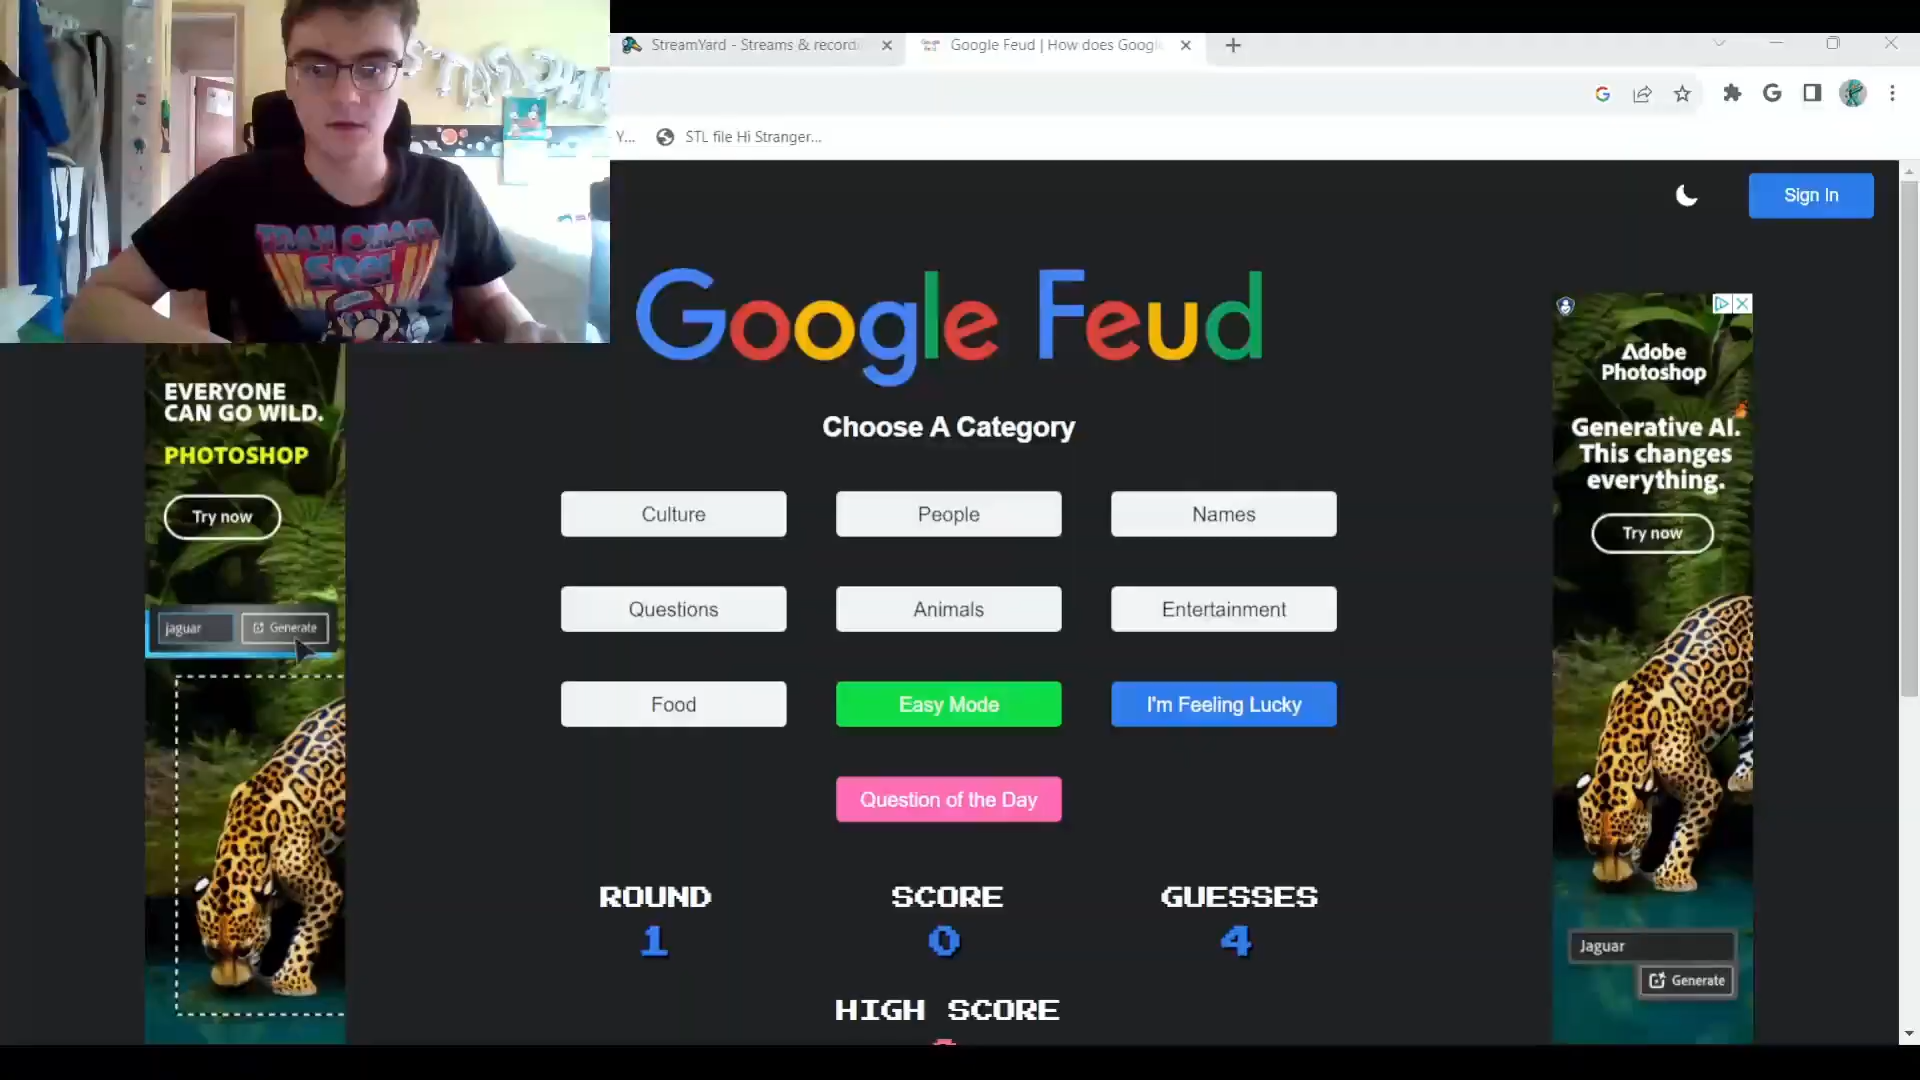 StreamYard - Streams & recordi
Google Feud | How does Googl
Y...
STL file Hi Stranger...
Sign In
Google Feud
Choose A Category
Culture
People
Names
Questions
Animals
Entertainment
Food
Easy Mode
I'm Feeling Lucky
Question of the Day
ROUND
SCORE
GUESSES
1
0
4
HIGH SCORE
EVERYONE
CAN GO WILD.
PHOTOSHOP
Try now
jaguar
Generate
Adobe
Photoshop
Generative AI.
This changes
everything.
Try now
Jaguar
Generate